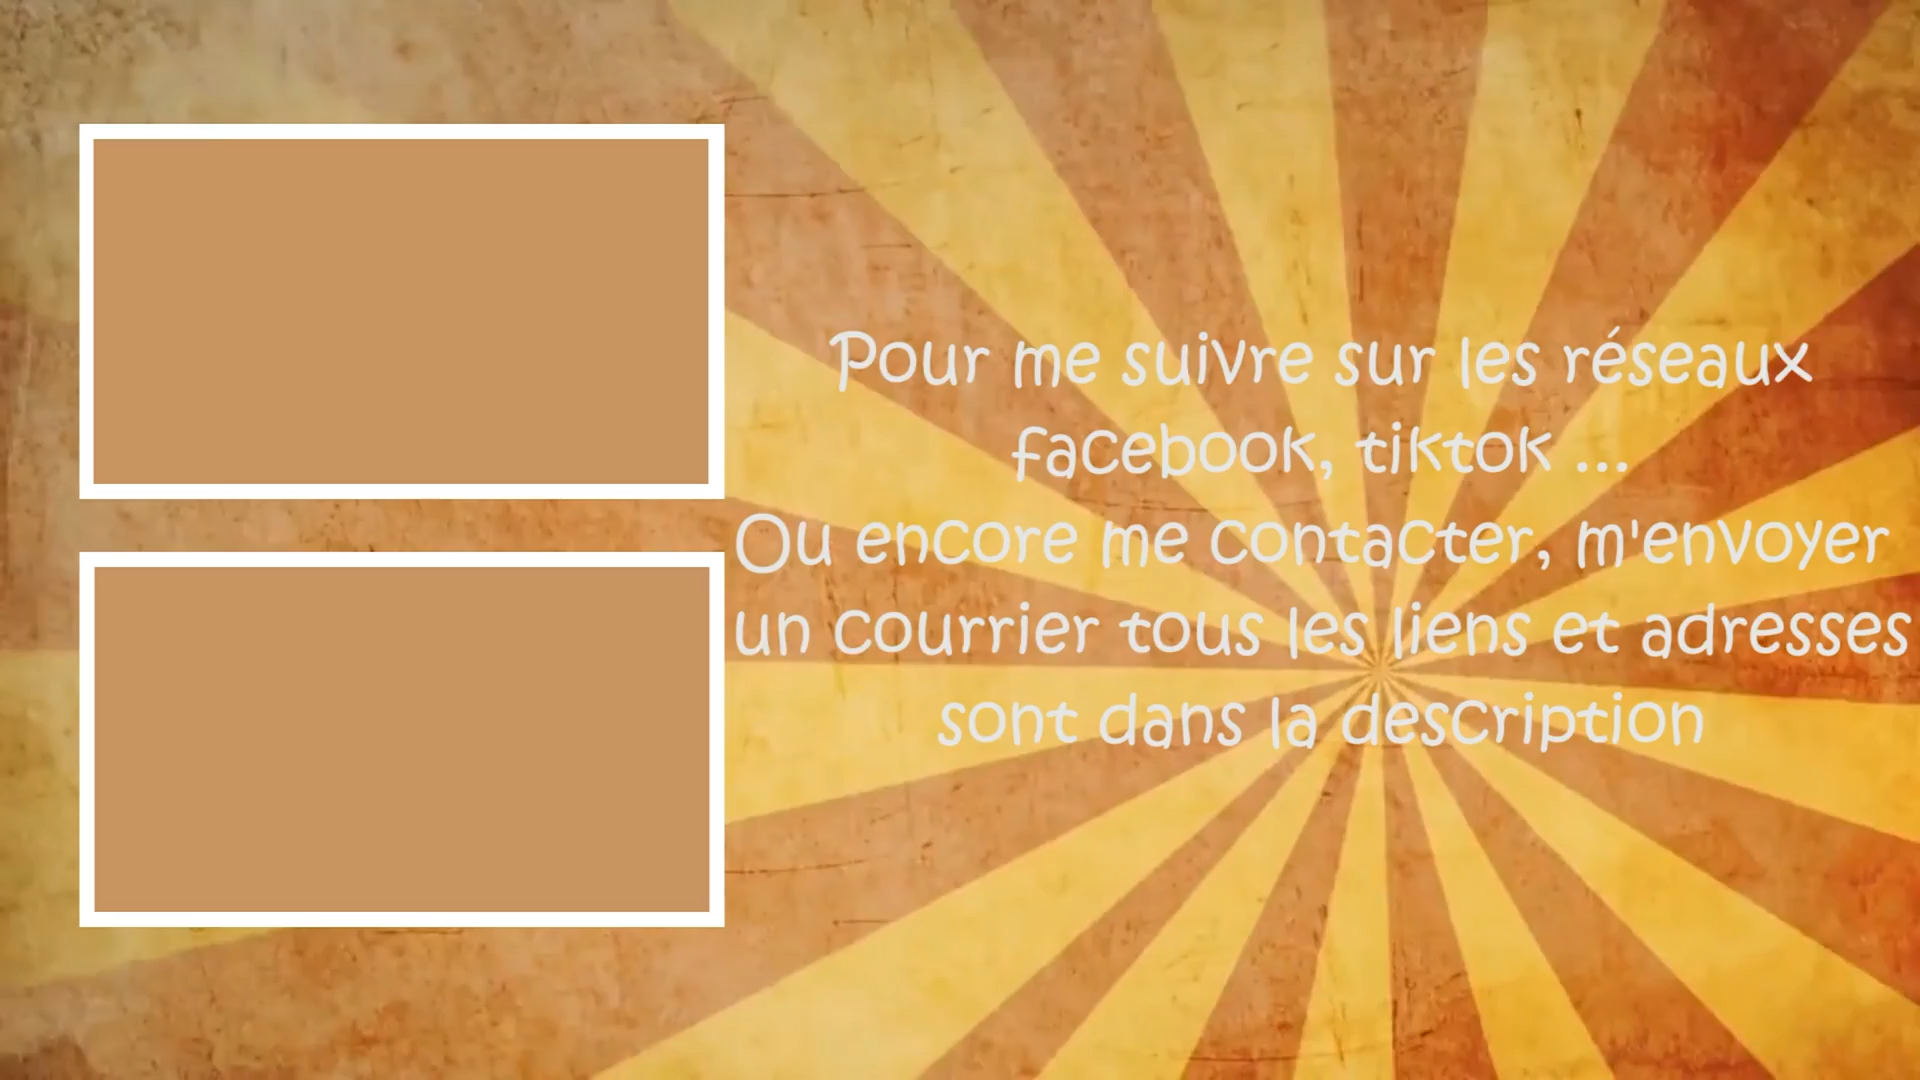 Pour me suivre sur les réseaux
facebook, tiktok ...
Ou encore me contacter, m'envoyer
un courrier tous les liens et adresses
sont dans la description